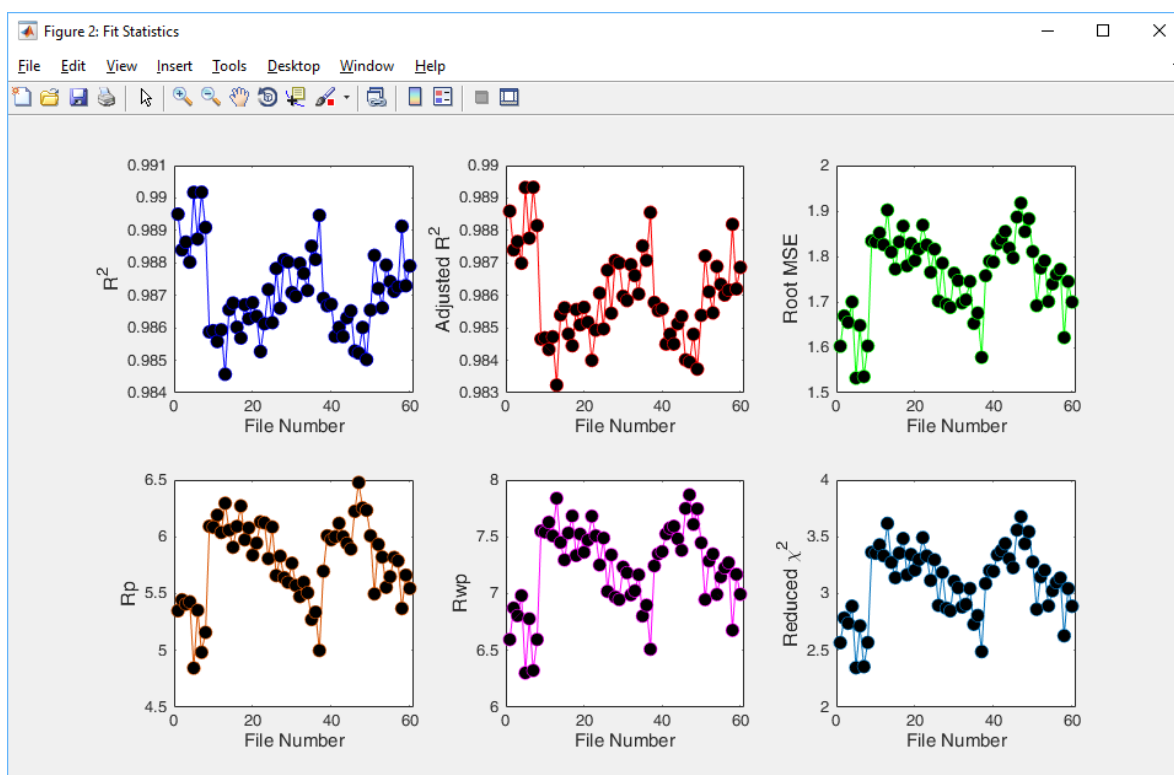 Figure 2: Fit Statistics
File Edit View Insert Tools Desktop Window Help
0.991
0.99
0.989
0.988
0.987
0.986
0.985
0.984
R²
0 20 40 60
File Number
0.99
0.989
0.988
0.987
0.986
0.985
0.984
0.983
Adjusted R²
0 20 40 60
File Number
2
1.9
1.8
1.7
1.6
1.5
Root MSE
0 20 40 60
File Number
6.5
6
5.5
5
4.5
Rp
0 20 40 60
File Number
8
7.5
7
6.5
6
Rwp
0 20 40 60
File Number
4
3.5
3
2.5
2
Reduced χ²
0 20 40 60
File Number